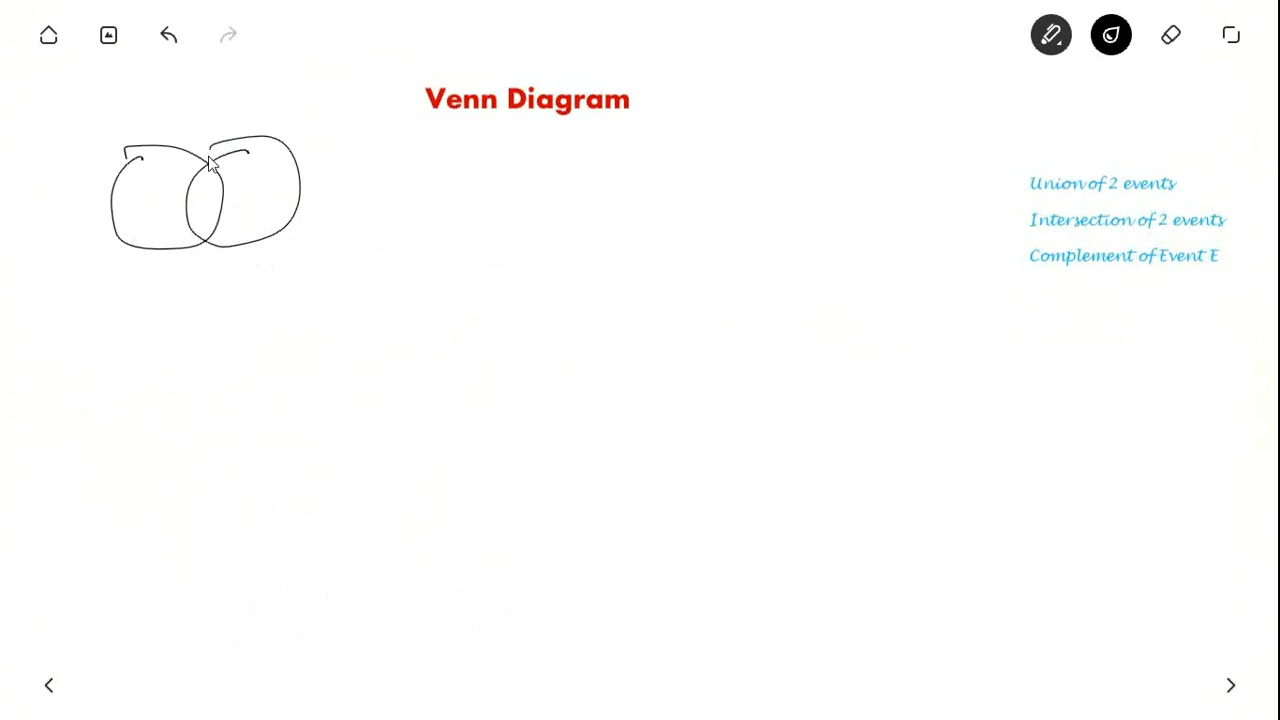 Venn Diagram
Union of 2 events
Intersection of 2 events
Complement of Event E